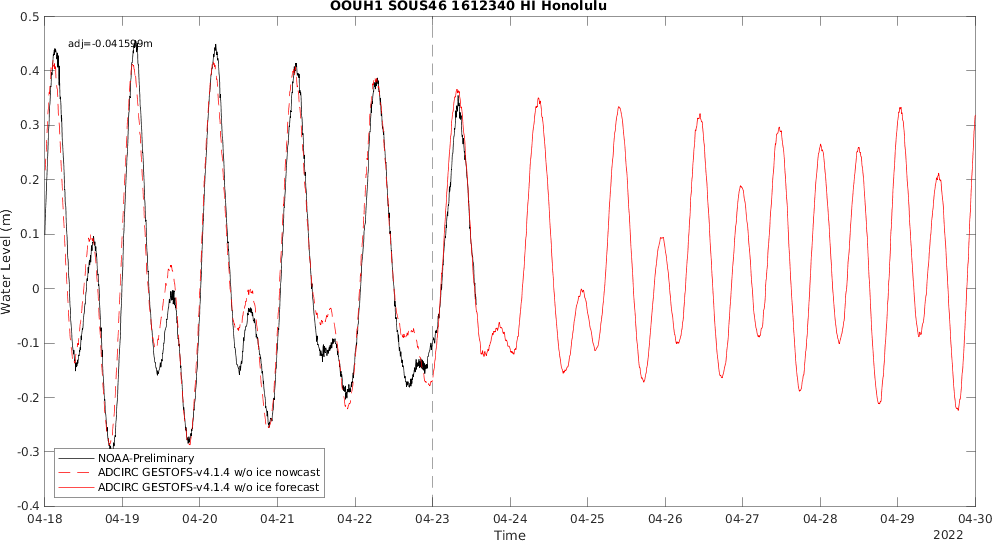 OOUH1 SOUS46 1612340 HI Honolulu
adj=-0.041599m
0.5
0.4
0.3
0.2
0.1
0
-0.1
-0.2
-0.3
-0.4
Water Level (m)
NOAA-Preliminary
ADCIRC GESTOFS-v4.1.4 w/o ice nowcast
ADCIRC GESTOFS-v4.1.4 w/o ice forecast
04-18 04-19 04-20 04-21 04-22 04-23 04-24 04-25 04-26 04-27 04-28 04-29 04-30
Time
2022